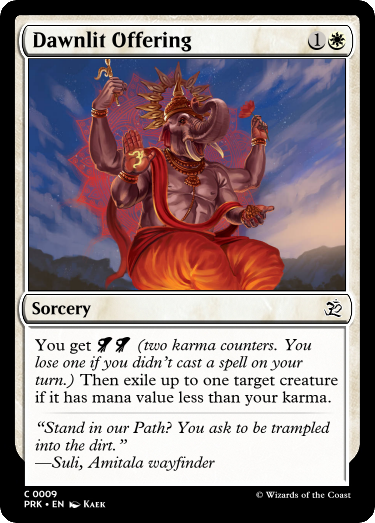 Dawnlit Offering 1
Sorcery
You get (two karma counters. You
lose one if you didn't cast a spell on your
turn.) Then exile up to one target creature
if it has mana value less than your karma.
“Stand in our Path? You ask to be trampled
into the dirt.”
—Suli, Amitala wayfinder
C 0009
PRK • EN Kaek
© Wizards of the Coast